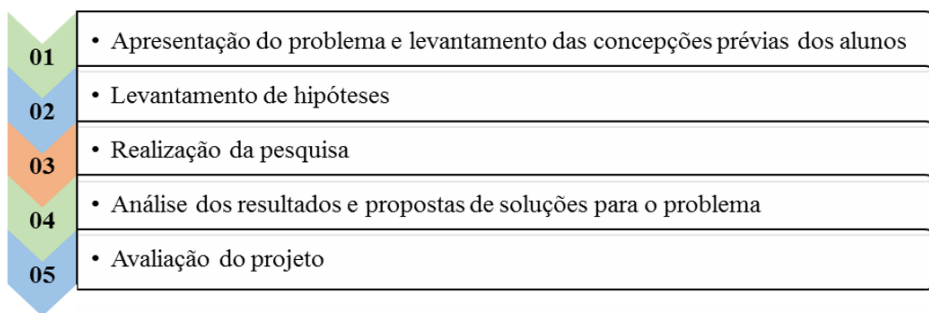 01
• Apresentação do problema e levantamento das concepções prévias dos alunos
02
• Levantamento de hipóteses
03
• Realização da pesquisa
04
• Análise dos resultados e propostas de soluções para o problema
05
• Avaliação do projeto